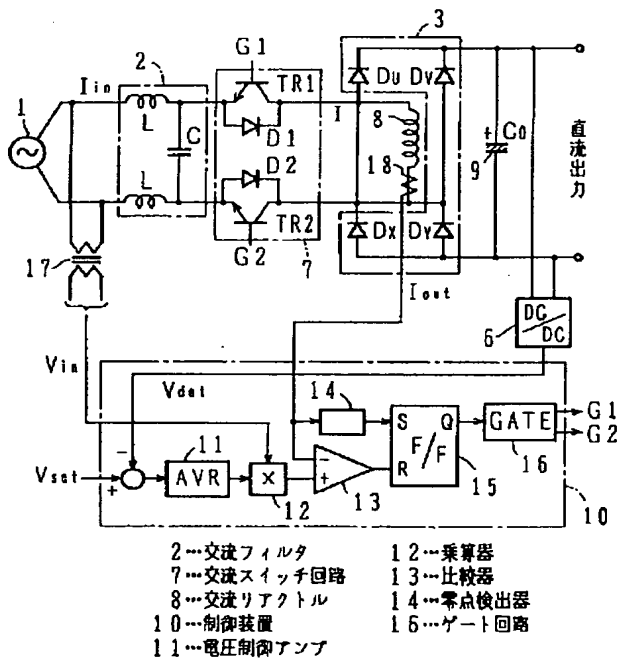 3
G1
2
Iin
TR1
DU
DV
1
L
C
D1
I
8
D2
18
+
C0
9
直流出力
L
TR2
DX
DY
17
G2
7
Iout
6
DC/DC
Vin
Vdet
14
S
Q
GATE
G1
G2
F/F
R
15
16
−
Vset
+
11
AVR
×
12
−
+
13
10
2…交流フィルタ
7…交流スイッチ回路
8…交流リアクトル
10…制御装置
11…電圧制御アンプ
12…乗算器
13…比較器
14…零点検出器
16…ゲート回路